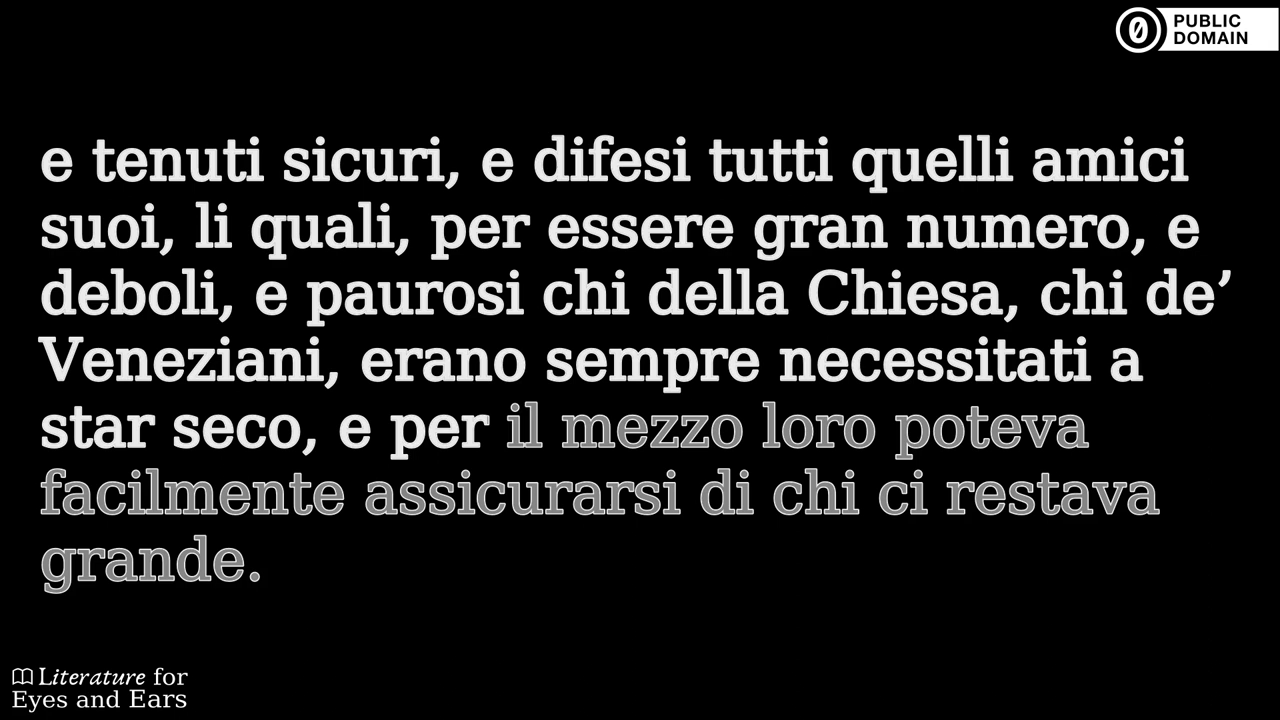 PUBLIC
DOMAIN
e tenuti sicuri, e difesi tutti quelli amici
suoi, li quali, per essere gran numero, e
deboli, e paurosi chi della Chiesa, chi de’
Veneziani, erano sempre necessitati a
star seco, e per il mezzo loro poteva
facilmente assicurarsi di chi ci restava
grande.
Literature for
Eyes and Ears